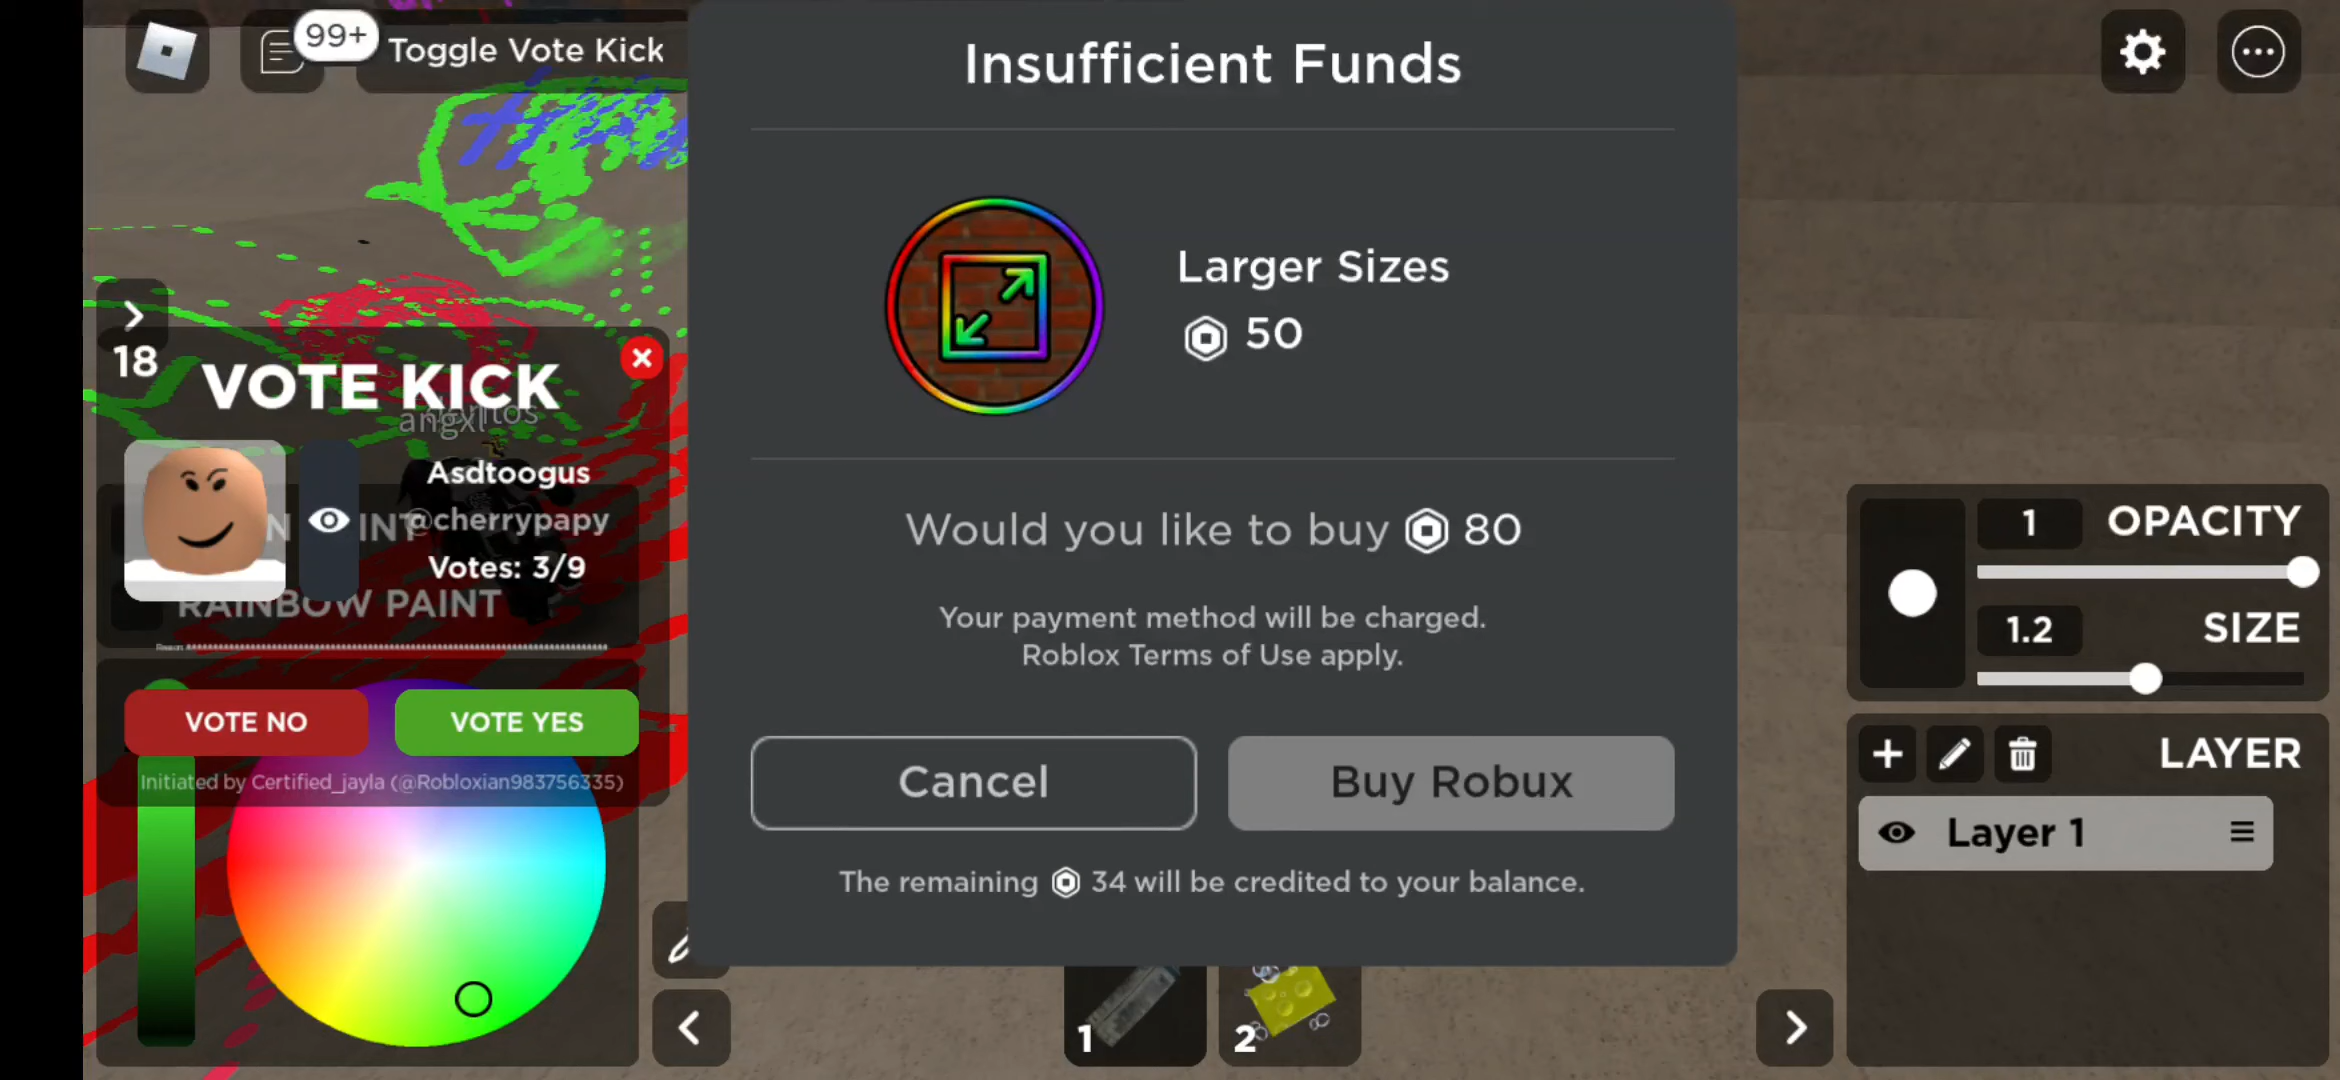 99+
Toggle Vote Kick
Insufficient Funds
Larger Sizes
50
Would you like to buy 80
Your payment method will be charged.
Roblox Terms of Use apply.
Cancel
Buy Robux
The remaining 34 will be credited to your balance.
18
VOTE KICK
angxl
Asdtoogus
@cherrypapy
Votes: 3/9
RAINBOW PAINT
VOTE NO
VOTE YES
Initiated by Certified_jayla (@Robloxian983756335)
1
2
1
OPACITY
1.2
SIZE
LAYER
Layer 1